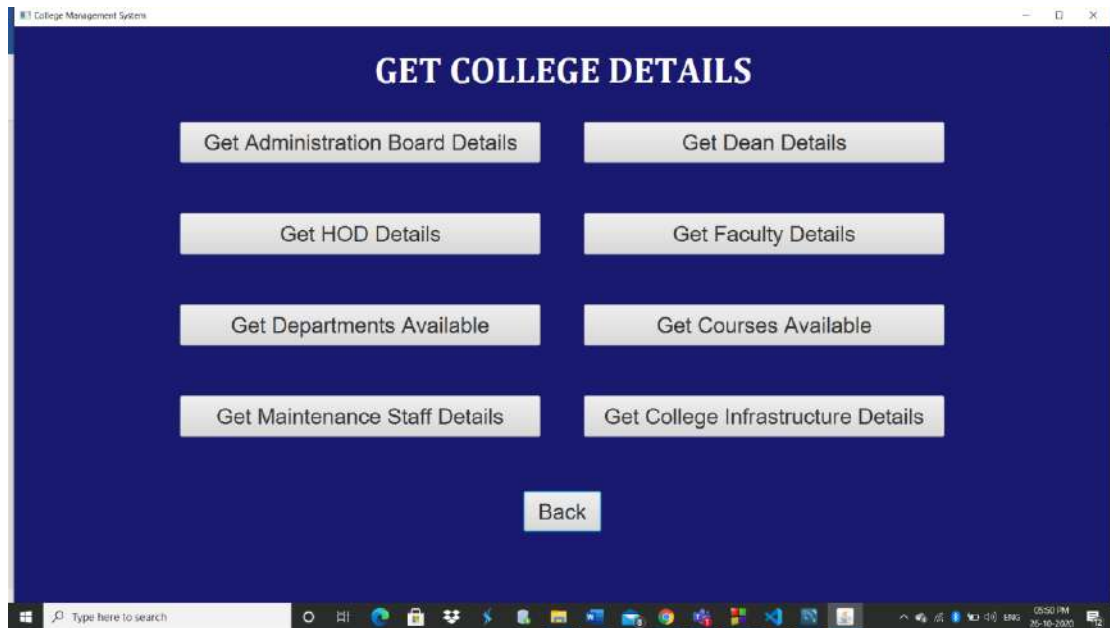 College Management System
GET COLLEGE DETAILS
Get Administration Board Details
Get Dean Details
Get HOD Details
Get Faculty Details
Get Departments Available
Get Courses Available
Get Maintenance Staff Details
Get College Infrastructure Details
Back
Type here to search
ENG
05:50 PM
26-10-2020